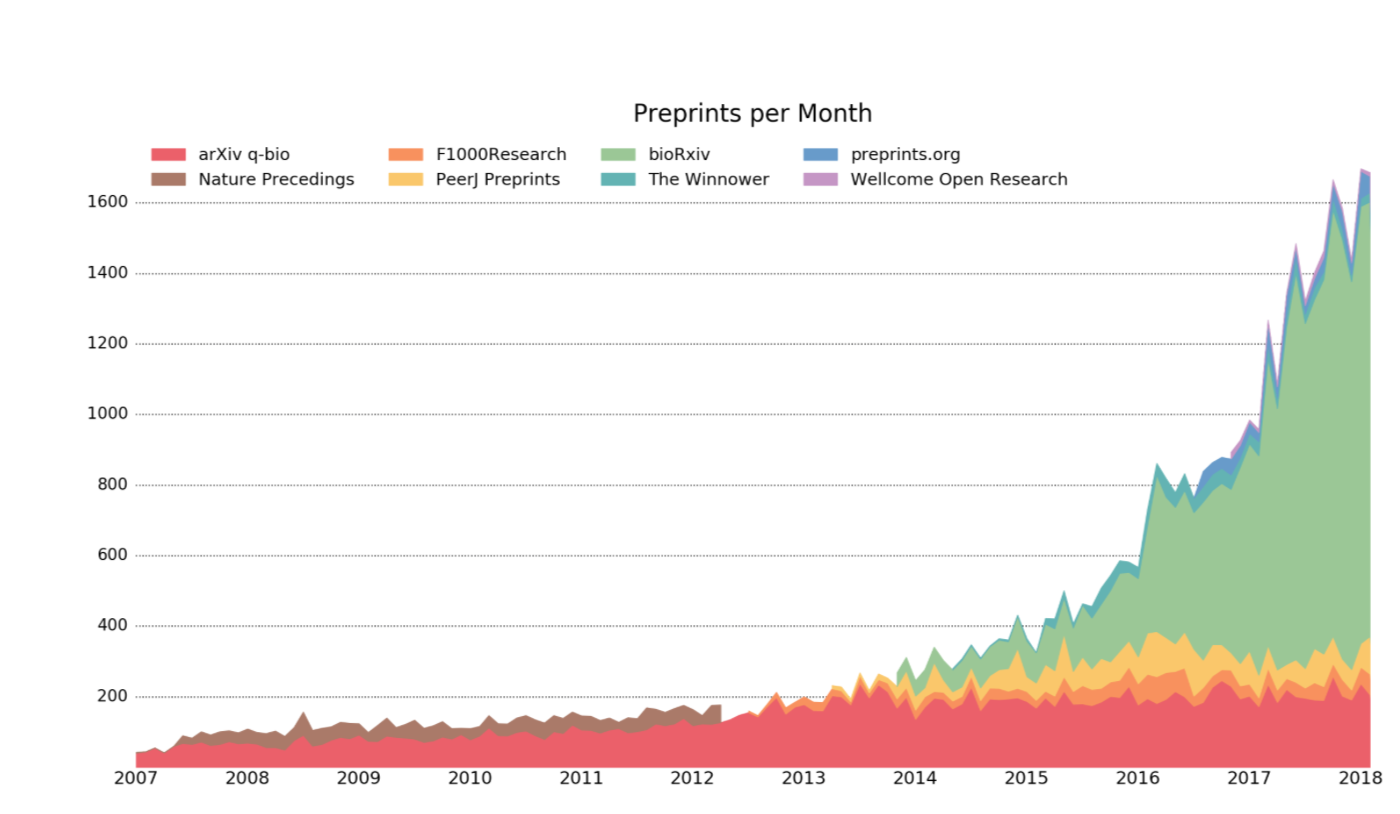 Preprints per Month
arXiv q-bio F1000Research bioRxiv preprints.org
Nature Precedings PeerJ Preprints The Winnower Wellcome Open Research
1600
1400
1200
1000
800
600
400
200
2007 2008 2009 2010 2011 2012 2013 2014 2015 2016 2017 2018